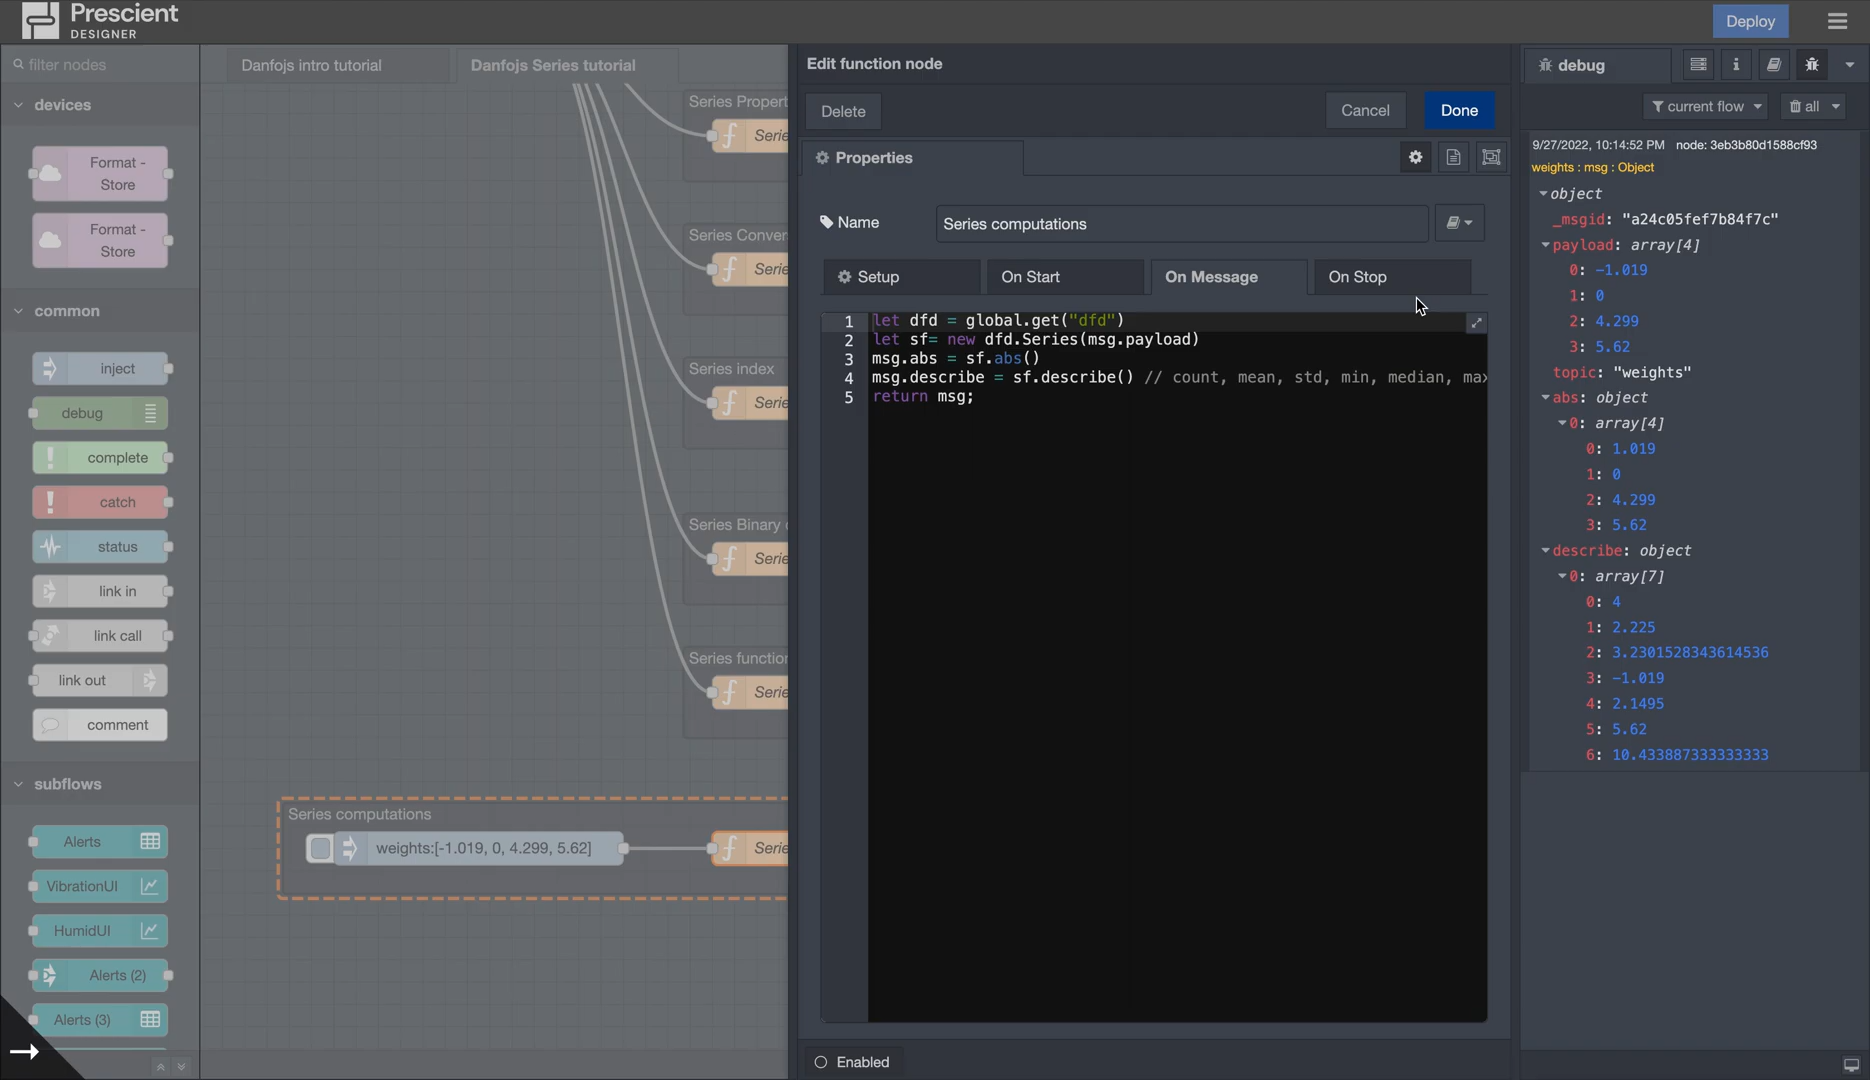 Prescient
DESIGNER
Deploy
filter nodes
devices
Format -
Store
Format -
Store
common
inject
debug
complete
catch
status
link in
link call
link out
comment
subflows
Alerts
VibrationUI
HumidUI
Alerts (2)
Alerts (3)
Danfojs intro tutorial
Danfojs Series tutorial
Series Propert
Serie
Series Conver
Serie
Series index
Serie
Series Binary
Serie
Series function
Serie
Series computations
weights:[-1.019, 0, 4.299, 5.62]
Serie
Edit function node
Delete
Cancel
Done
Properties
Name
Series computations
Setup
On Start
On Message
On Stop
1 let dfd = global.get("dfd")
2 let sf= new dfd.Series(msg.payload)
3 msg.abs = sf.abs()
4 msg.describe = sf.describe() // count, mean, std, min, median, max
5 return msg;
Enabled
debug
current flow
all
9/27/2022, 10:14:52 PM node: 3eb3b80d1588cf93
weights : msg : Object
object
_msgid: "a24c05fef7b84f7c"
payload: array[4]
0: -1.019
1: 0
2: 4.299
3: 5.62
topic: "weights"
abs: object
0: array[4]
0: 1.019
1: 0
2: 4.299
3: 5.62
describe: object
0: array[7]
0: 4
1: 2.225
2: 3.2301528343614536
3: -1.019
4: 2.1495
5: 5.62
6: 10.433887333333333